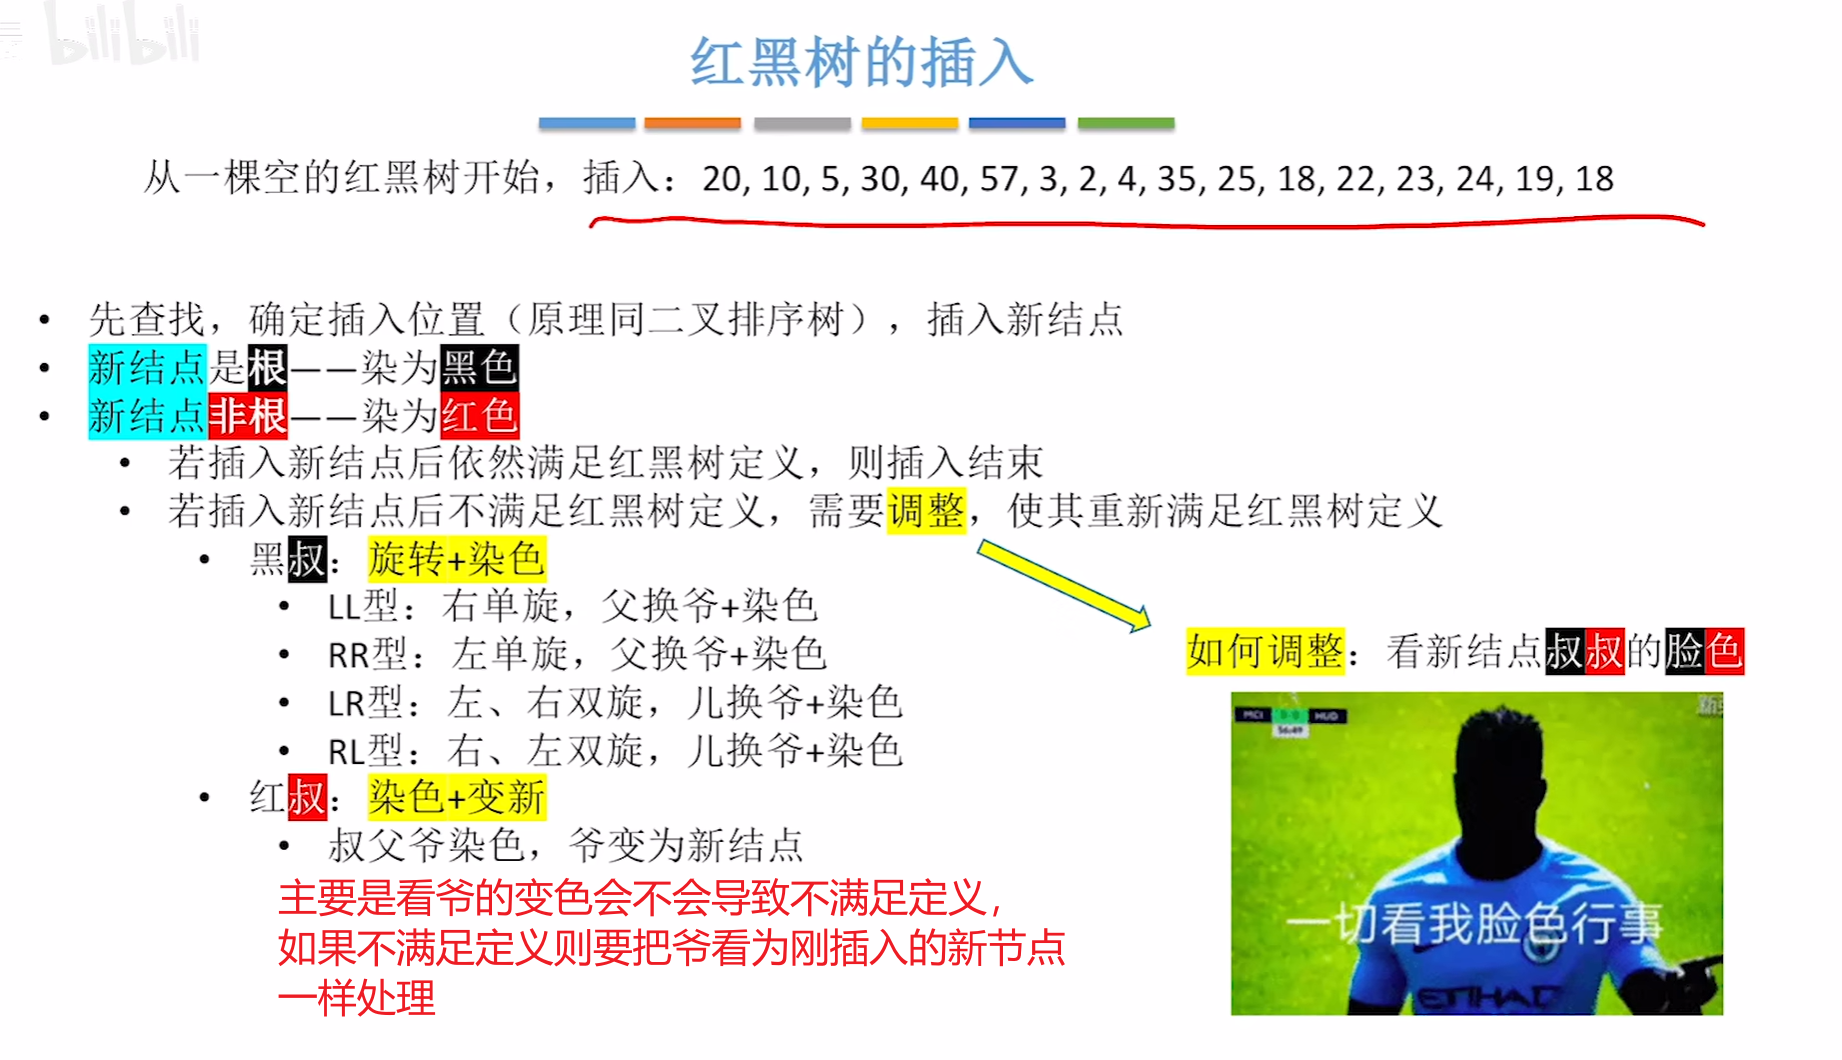 bilibili
红黑树的插入
从一棵空的红黑树开始，插入：20, 10, 5, 30, 40, 57, 3, 2, 4, 35, 25, 18, 22, 23, 24, 19, 18
• 先查找，确定插入位置（原理同二叉排序树），插入新结点
• 新结点是根——染为黑色
• 新结点非根——染为红色
• 若插入新结点后依然满足红黑树定义，则插入结束
• 若插入新结点后不满足红黑树定义，需要调整，使其重新满足红黑树定义
• 黑叔：旋转+染色
• LL型：右单旋，父换爷+染色
• RR型：左单旋，父换爷+染色
• LR型：左、右双旋，儿换爷+染色
• RL型：右、左双旋，儿换爷+染色
• 红叔：染色+变新
• 叔父爷染色，爷变为新结点
主要是看爷的变色会不会导致不满足定义，
如果不满足定义则要把爷看为刚插入的新节点
一样处理
如何调整：看新结点叔叔的脸色
MCI 0-0 HUD
56:49
一切看我脸色行事
ETIHAD